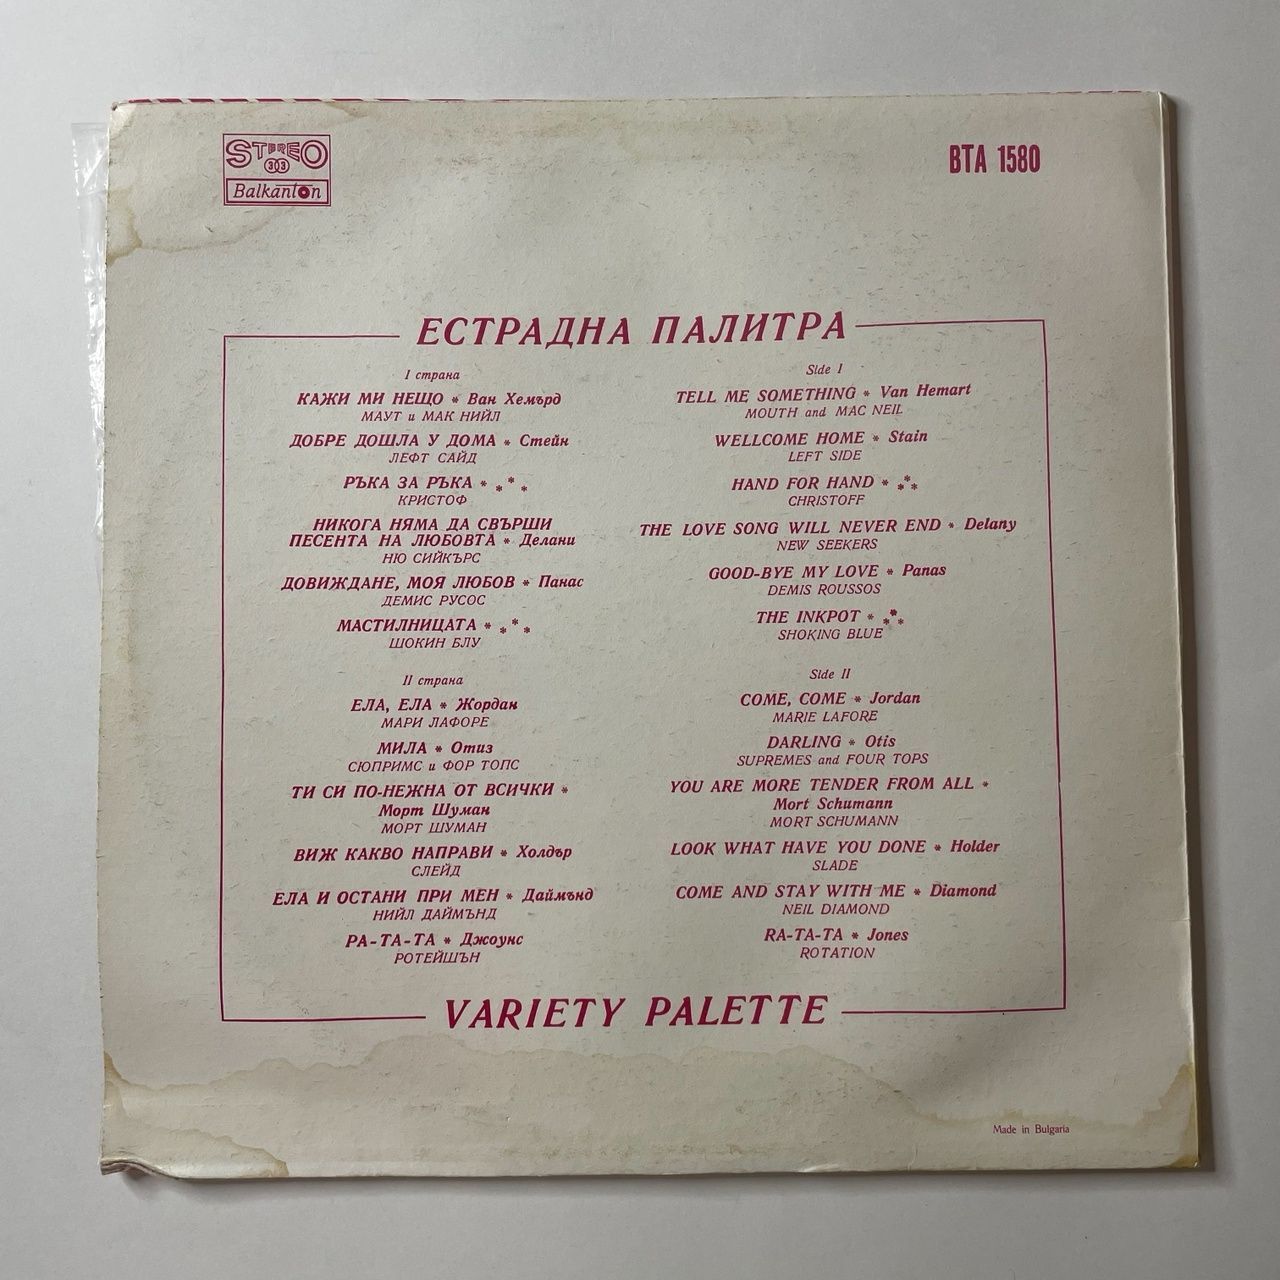 STEREO
33
Balkanton
ВТА 1580
ЕСТРАДНА ПАЛИТРА
I страна
КАЖИ МИ НЕЩО * Ван Хемърд
МАУТ и МАК НИЙЛ
ДОБРЕ ДОШЛА У ДОМА * Стейн
ЛЕФТ САЙД
РЪКА ЗА РЪКА * ***
КРИСТОФ
НИКОГА НЯМА ДА СВЪРШИ
ПЕСЕНТА НА ЛЮБОВТА * Делани
НЮ СИЙКЪРС
ДОВИЖДАНЕ, МОЯ ЛЮБОВ * Панас
ДЕМИС РУСОС
МАСТИЛНИЦАТА * ***
ШОКИН БЛУ
II страна
ЕЛА, ЕЛА * Жордан
МАРИ ЛАФОРЕ
МИЛА * Отиз
СЮПРИМС и ФОР ТОПС
ТИ СИ ПО-НЕЖНА ОТ ВСИЧКИ *
Морт Шуман
МОРТ ШУМАН
ВИЖ КАКВО НАПРАВИ * Холдър
СЛЕЙД
ЕЛА И ОСТАНИ ПРИ МЕН * Даймънд
НИЙЛ ДАЙМЪНД
РА-ТА-ТА * Джоунс
РОТЕЙШЪН
Side I
TELL ME SOMETHING * Van Hemart
MOUTH and MAC NEIL
WELLCOME HOME * Stain
LEFT SIDE
HAND FOR HAND * ***
CHRISTOFF
THE LOVE SONG WILL NEVER END * Delany
NEW SEEKERS
GOOD-BYE MY LOVE * Panas
DEMIS ROUSSOS
THE INKPOT * ***
SHOKING BLUE
Side II
COME, COME * Jordan
MARIE LAFORE
DARLING * Otis
SUPREMES and FOUR TOPS
YOU ARE MORE TENDER FROM ALL *
Mort Schumann
MORT SCHUMANN
LOOK WHAT HAVE YOU DONE * Holder
SLADE
COME AND STAY WITH ME * Diamond
NEIL DIAMOND
RA-TA-TA * Jones
ROTATION
VARIETY PALETTE
Made in Bulgaria